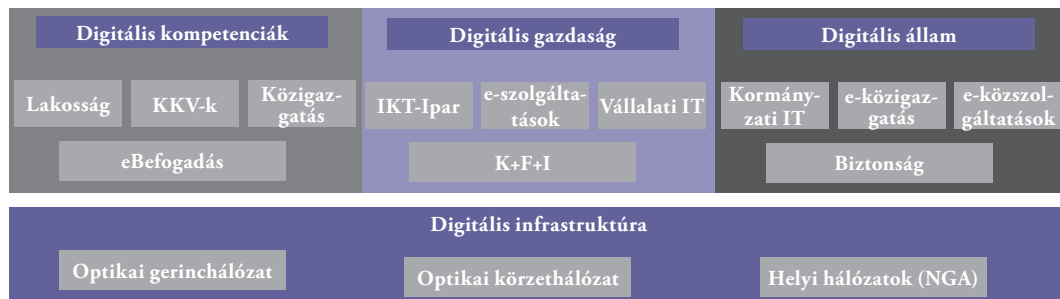 Digitális kompetenciák
Lakosság
KKV-k
Közigaz-
gatás
eBefogadás
Digitális gazdaság
IKT-Ipar
e-szolgálta-
tások
Vállalati IT
K+F+I
Digitális állam
Kormány-
zati IT
e-közigaz-
gatás
e-közszol-
gáltatások
Biztonság
Digitális infrastruktúra
Optikai gerinchálózat
Optikai körzethálózat
Helyi hálózatok (NGA)